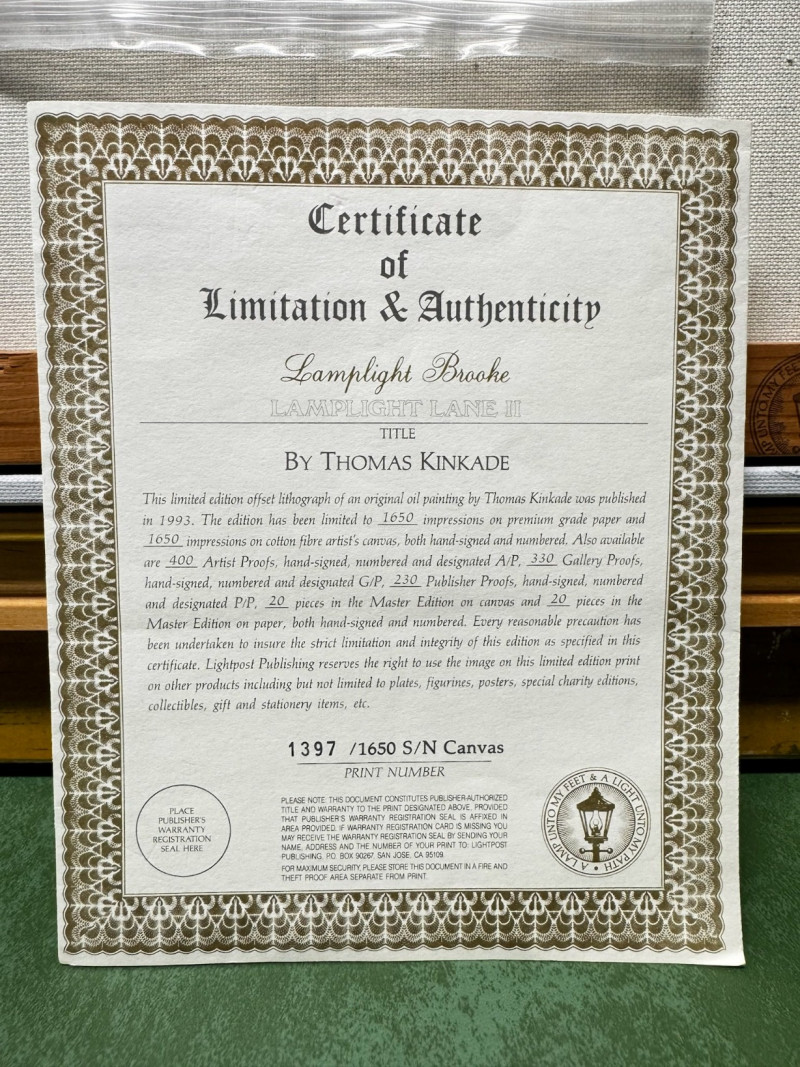 Certificate
of
Limitation & Authenticity
Lamplight Brooke
LAMPLIGHT LANE II
TITLE
BY THOMAS KINKADE
This limited edition offset lithograph of an original oil painting by Thomas Kinkade was published
in 1993. The edition has been limited to 1650 impressions on premium grade paper and
1650 impressions on cotton fibre artist's canvas, both hand-signed and numbered. Also available
are 400 Artist Proofs, hand-signed, numbered and designated A/P, 330 Gallery Proofs,
hand-signed, numbered and designated G/P, 230 Publisher Proofs, hand-signed, numbered
and designated P/P, 20 pieces in the Master Edition on canvas and 20 pieces in the
Master Edition on paper, both hand-signed and numbered. Every reasonable precaution has
been undertaken to insure the strict limitation and integrity of this edition as specified in this
certificate. Lightpost Publishing reserves the right to use the image on this limited edition print
on other products including but not limited to plates, figurines, posters, special charity editions,
collectibles, gift and stationery items, etc.
1397 /1650 S/N Canvas
PRINT NUMBER
PLACE
PUBLISHER'S
WARRANTY
REGISTRATION
SEAL HERE
PLEASE NOTE: THIS DOCUMENT CONSTITUTES PUBLISHER-AUTHORIZED
TITLE AND WARRANTY TO THE PRINT DESIGNATED ABOVE, PROVIDED
THAT PUBLISHER'S WARRANTY REGISTRATION SEAL IS AFFIXED IN
AREA PROVIDED. IF WARRANTY REGISTRATION CARD IS MISSING YOU
MAY RECEIVE THE WARRANTY REGISTRATION SEAL BY SENDING YOUR
NAME, ADDRESS AND THE NUMBER OF YOUR PRINT TO: LIGHTPOST
PUBLISHING, P.O. BOX 90267, SAN JOSE, CA 95109.
FOR MAXIMUM SECURITY, PLEASE STORE THIS DOCUMENT IN A FIRE AND
THEFT PROOF AREA SEPARATE FROM PRINT.
A LAMP UNTO MY FEET & A LIGHT UNTO MY PATH •
UNTO MY FEE